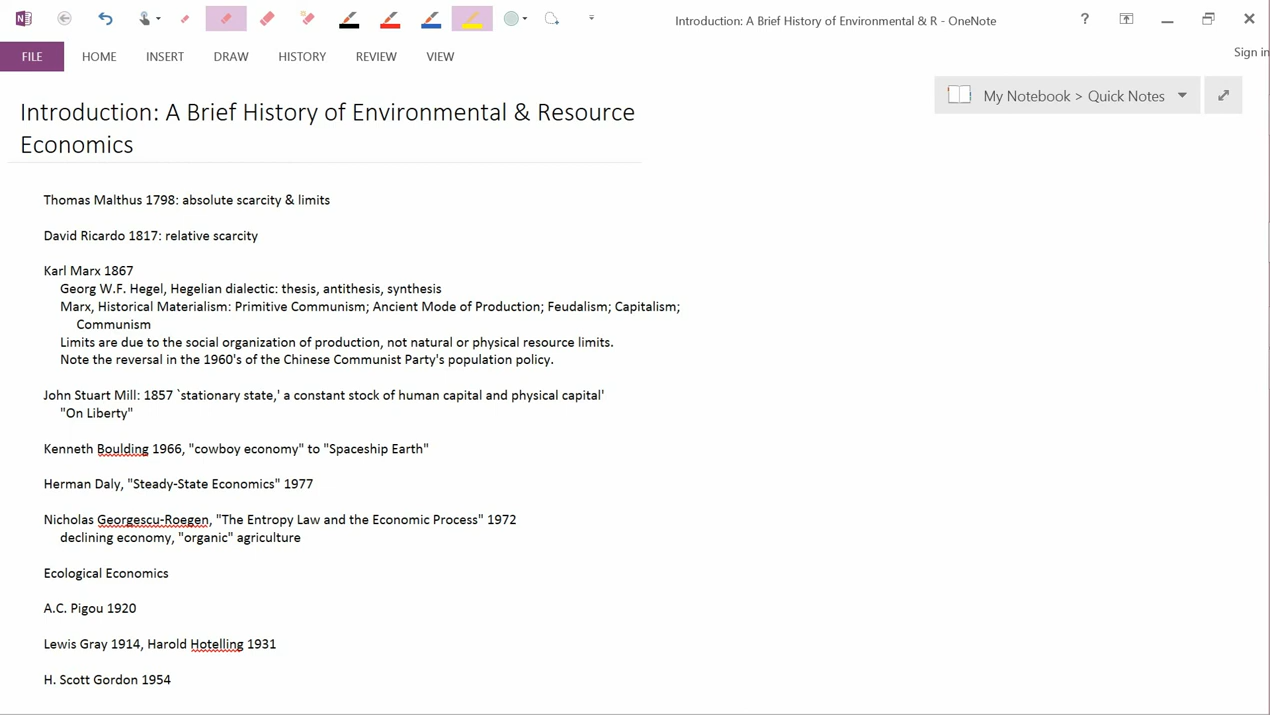 Introduction: A Brief History of Environmental & R - OneNote
?
FILE
HOME
INSERT
DRAW
HISTORY
REVIEW
VIEW
Sign in
My Notebook > Quick Notes
Introduction: A Brief History of Environmental & Resource
Economics
Thomas Malthus 1798: absolute scarcity & limits
David Ricardo 1817: relative scarcity
Karl Marx 1867
Georg W.F. Hegel, Hegelian dialectic: thesis, antithesis, synthesis
Marx, Historical Materialism: Primitive Communism; Ancient Mode of Production; Feudalism; Capitalism;
Communism
Limits are due to the social organization of production, not natural or physical resource limits.
Note the reversal in the 1960's of the Chinese Communist Party's population policy.
John Stuart Mill: 1857 `stationary state,' a constant stock of human capital and physical capital'
"On Liberty"
Kenneth Boulding 1966, "cowboy economy" to "Spaceship Earth"
Herman Daly, "Steady-State Economics" 1977
Nicholas Georgescu-Roegen, "The Entropy Law and the Economic Process" 1972
declining economy, "organic" agriculture
Ecological Economics
A.C. Pigou 1920
Lewis Gray 1914, Harold Hotelling 1931
H. Scott Gordon 1954